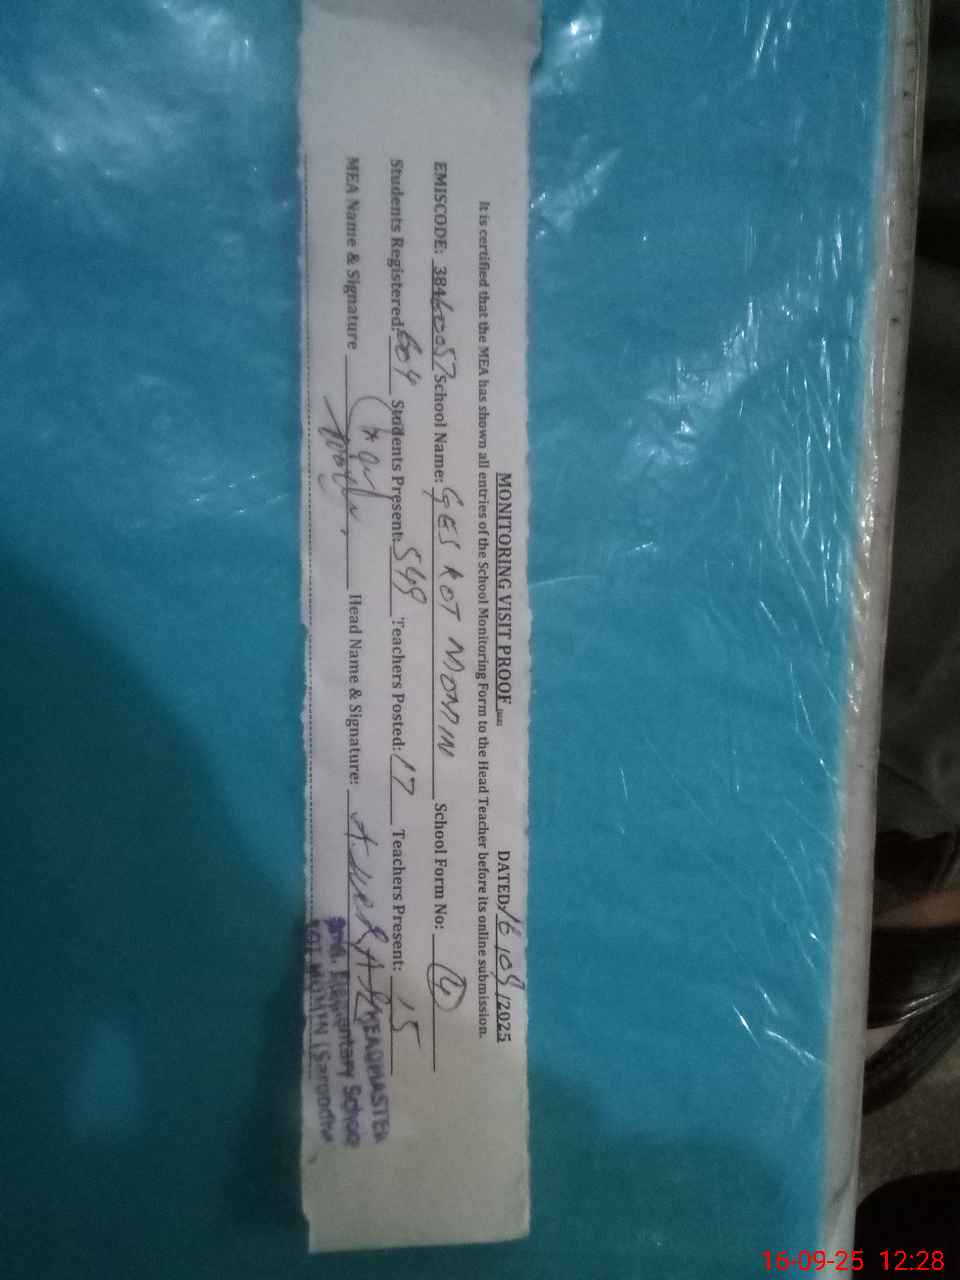 MONITORING VISIT PROOF DATED: 16/09/2025
It is certified that the MEA has shown all entries of the School Monitoring Form to the Head Teacher before its online submission.
EMISCODE: 38460057 School Name: GES KOT MOMIN School Form No: (4)
Students Registered: 604 Students Present: 549 Teachers Posted: 17 Teachers Present: 15
MEA Name & Signature Head Name & Signature:
HEADMASTER
Govt. Elementary School
KOT MOMIN (Sargodha)
16-09-25 12:28